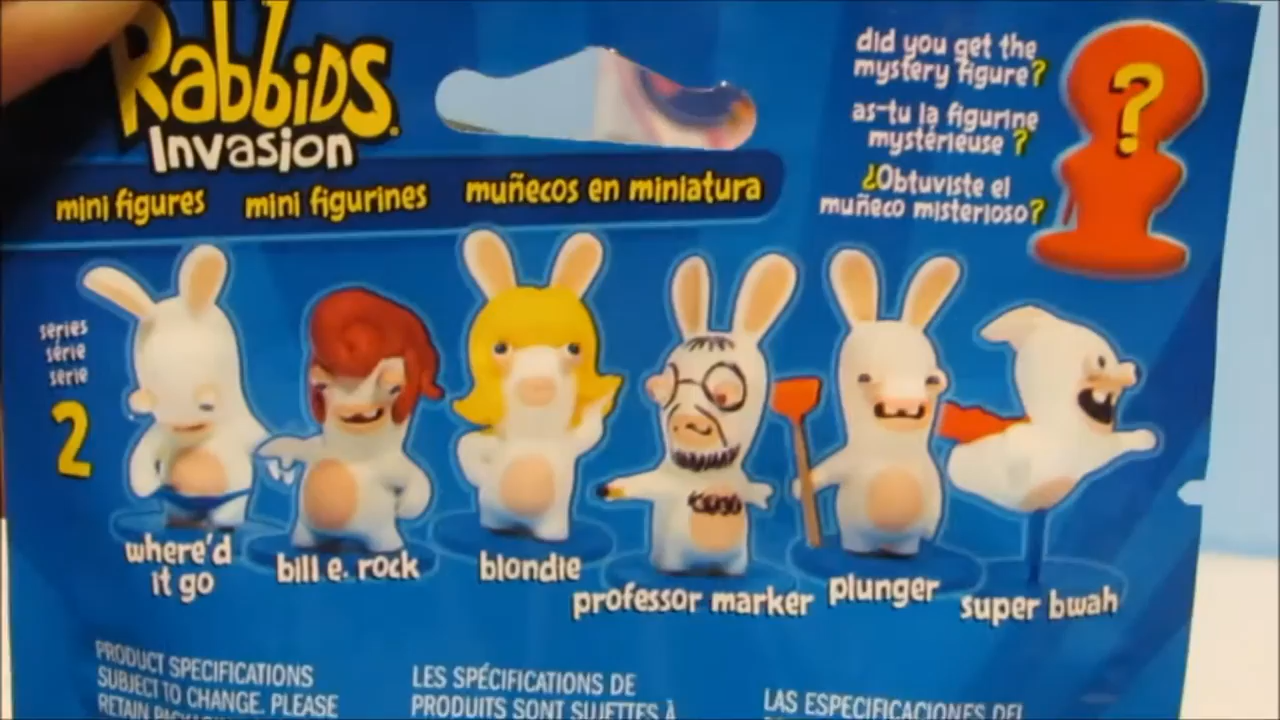 Rabbids
Invasion
mini figures mini figurines muñecos en miniatura
did you get the
mystery figure?
as-tu la figurine
mystérieuse ?
¿Obtuviste el
muñeco misterioso?
?
series
série
serie
2
where'd
it go
bill e. rock
blondie
professor marker
plunger
super bwah
PRODUCT SPECIFICATIONS
SUBJECT TO CHANGE. PLEASE
RETAIN
LES SPÉCIFICATIONS DE
PRODUITS SONT SUJETTES À
LAS ESPECIFICACIONES DEL